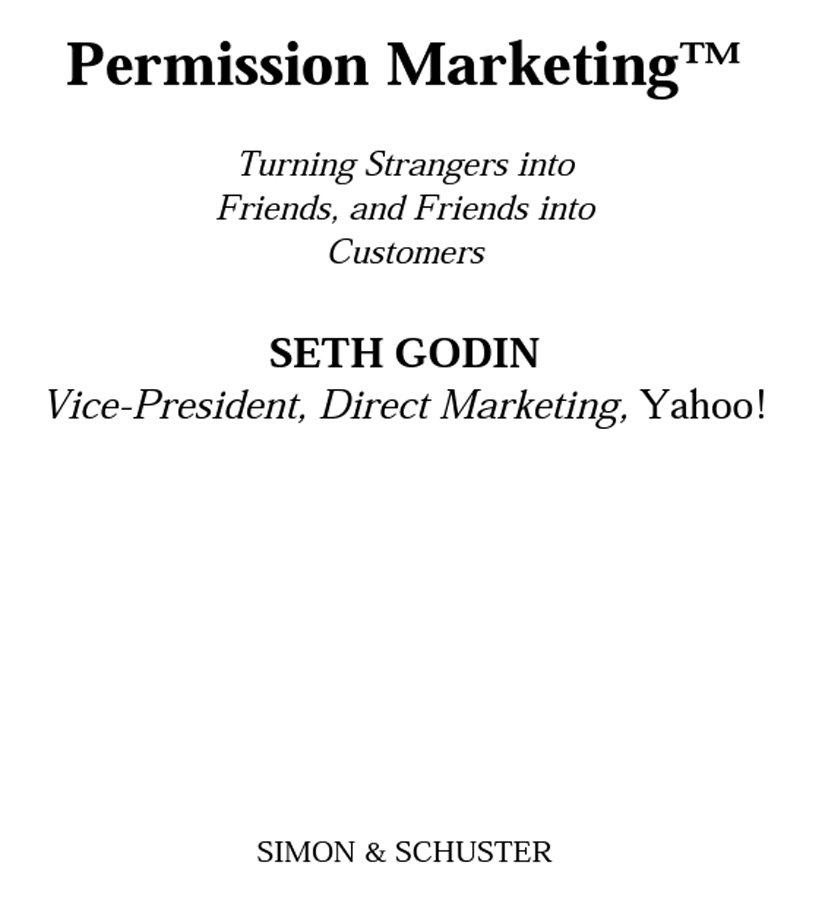 Permission Marketing™
Turning Strangers into
Friends, and Friends into
Customers
SETH GODIN
Vice-President, Direct Marketing, Yahoo!
SIMON & SCHUSTER